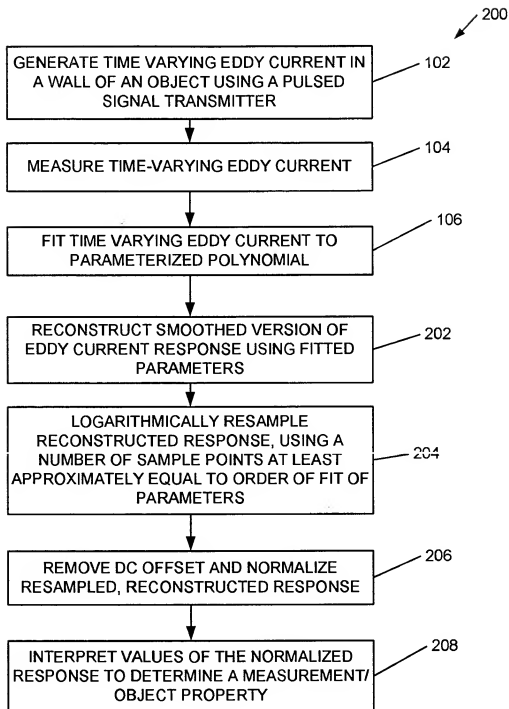 200
GENERATE TIME VARYING EDDY CURRENT IN
A WALL OF AN OBJECT USING A PULSED
SIGNAL TRANSMITTER
102
MEASURE TIME-VARYING EDDY CURRENT
104
FIT TIME VARYING EDDY CURRENT TO
PARAMETERIZED POLYNOMIAL
106
RECONSTRUCT SMOOTHED VERSION OF
EDDY CURRENT RESPONSE USING FITTED
PARAMETERS
202
LOGARITHMICALLY RESAMPLE
RECONSTRUCTED RESPONSE, USING A
NUMBER OF SAMPLE POINTS AT LEAST
APPROXIMATELY EQUAL TO ORDER OF FIT OF
PARAMETERS
204
REMOVE DC OFFSET AND NORMALIZE
RESAMPLED, RECONSTRUCTED RESPONSE
206
INTERPRET VALUES OF THE NORMALIZED
RESPONSE TO DETERMINE A MEASUREMENT/
OBJECT PROPERTY
208